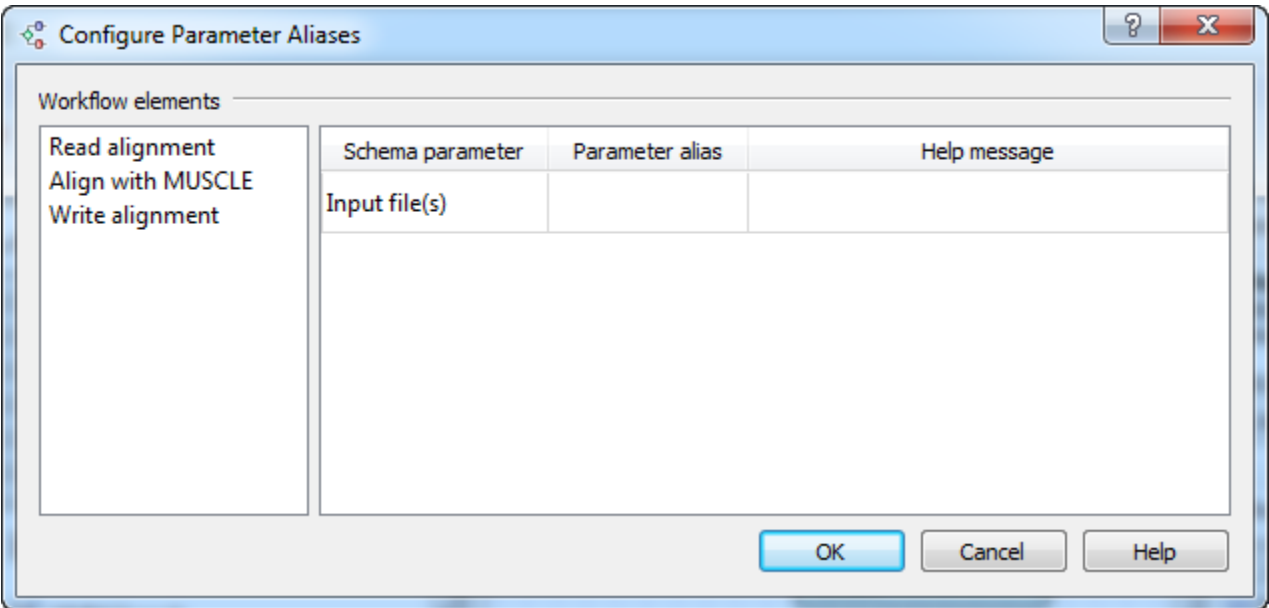 Configure Parameter Aliases
?
Workflow elements
Read alignment
Align with MUSCLE
Write alignment
Schema parameter Parameter alias Help message
Input file(s)
OK Cancel Help